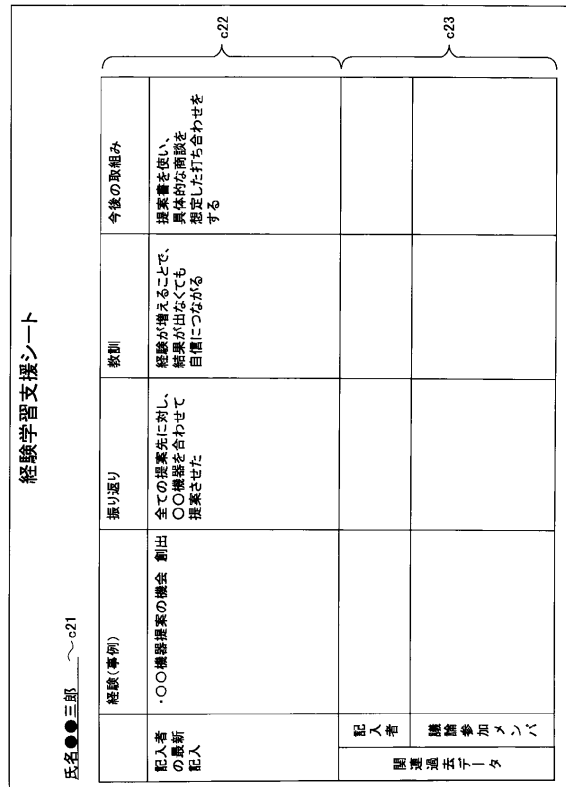 経験学習支援シート
氏名●●三郎 ～c21
経験(事例)
振り返り
教訓
今後の取組み
記入者
の最新
記入
・〇〇機器提案の機会 創出
全ての提案先に対し、
〇〇機器を合わせて
提案させた
経験が増えることで、
結果が出なくても
自信につながる
提案書を使い、
具体的な商談を
想定した打ち合わせを
する
c22
関連過去データ
記入者
議論参加メンバ
c23